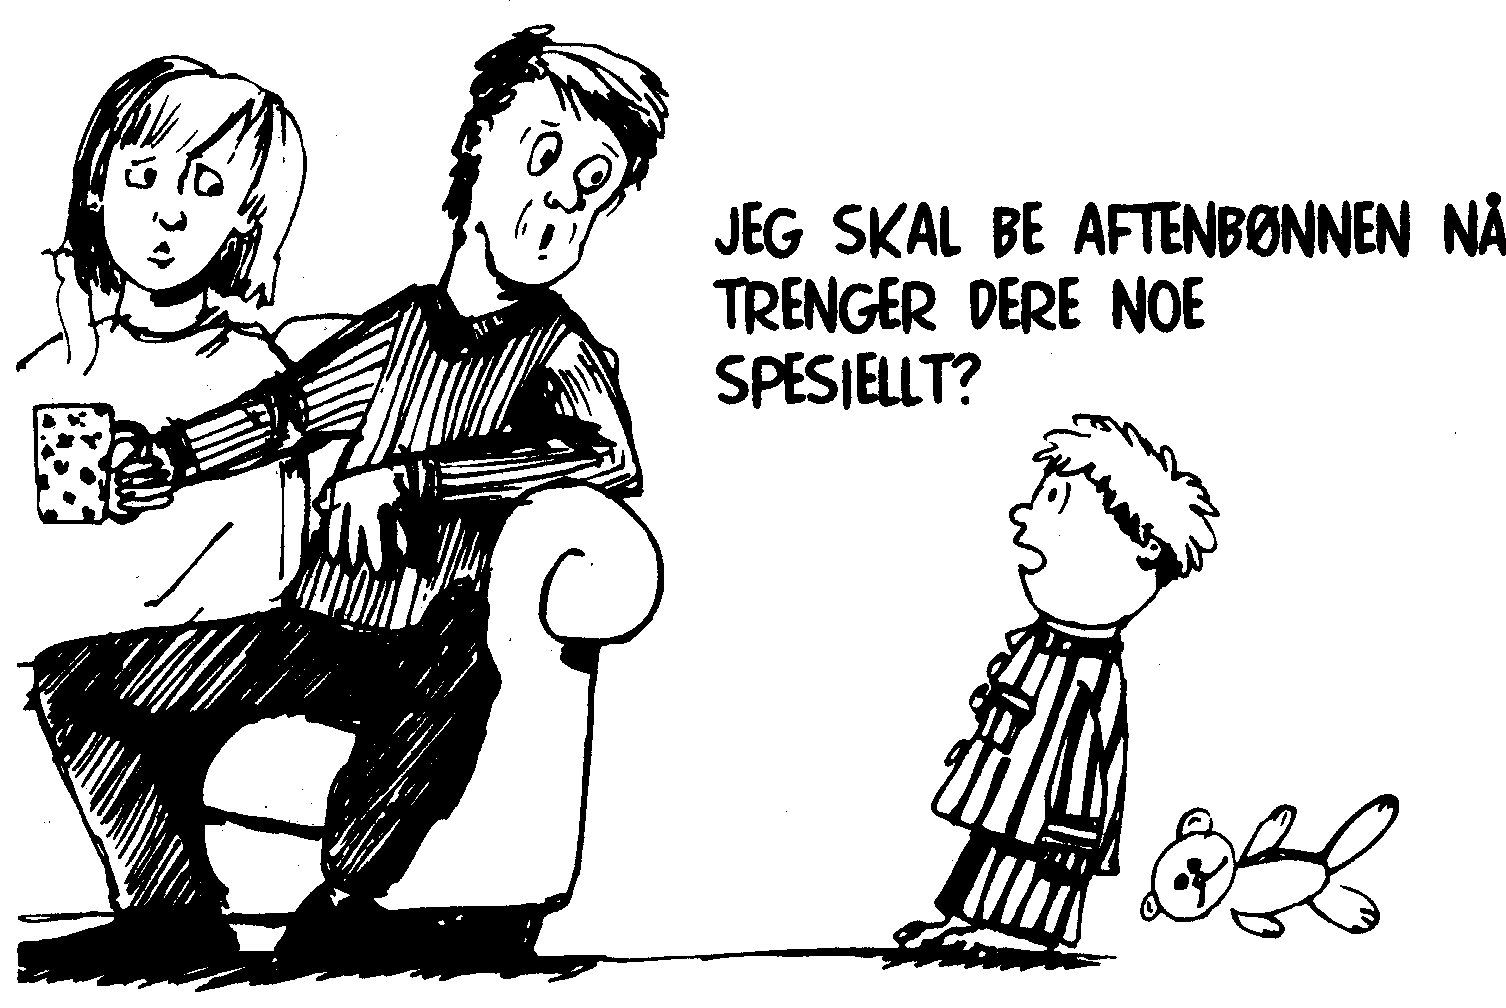 JEG SKAL BE AFTENBØNNEN NÅ
TRENGER DERE NOE
SPESIELLT?